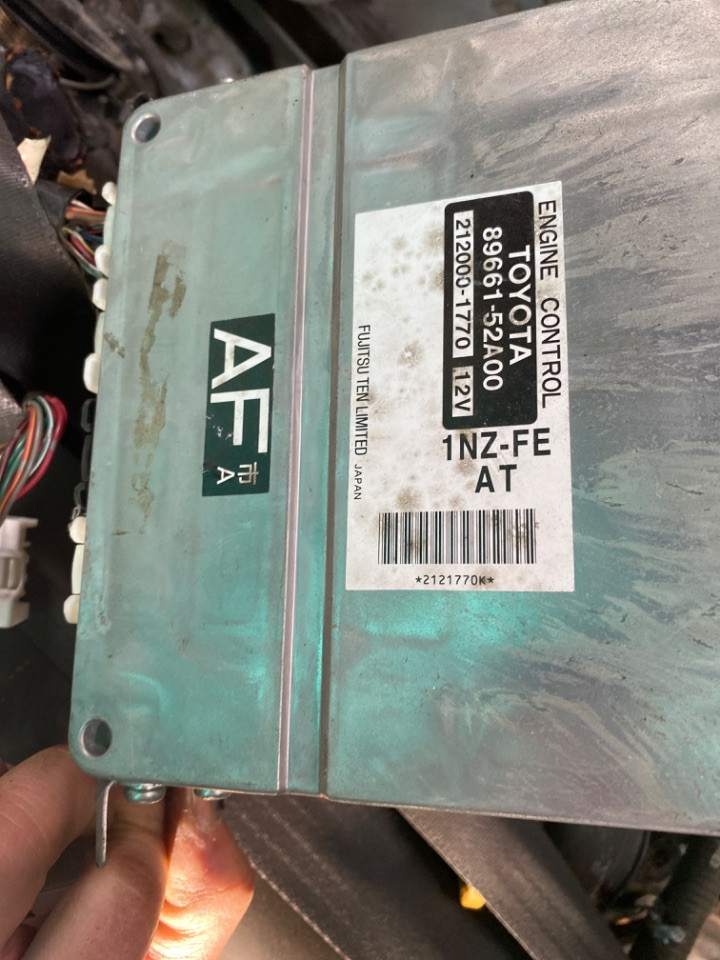 ENGINE CONTROL
TOYOTA
89661-52A00
212000-1770 12V
1NZ-FE
AT
FUJITSU TEN LIMITED JAPAN
*2121770K*
AF
市
A